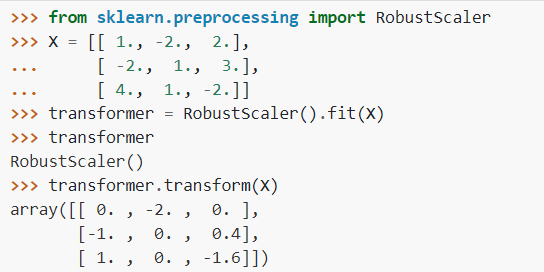 >>> from sklearn.preprocessing import RobustScaler
>>> X = [[ 1., -2.,  2.],
...      [ -2.,  1.,  3.],
...      [ 4.,  1., -2.]]
>>> transformer = RobustScaler().fit(X)
>>> transformer
RobustScaler()
>>> transformer.transform(X)
array([[ 0. , -2. ,  0. ],
       [-1. ,  0. ,  0.4],
       [ 1. ,  0. , -1.6]])